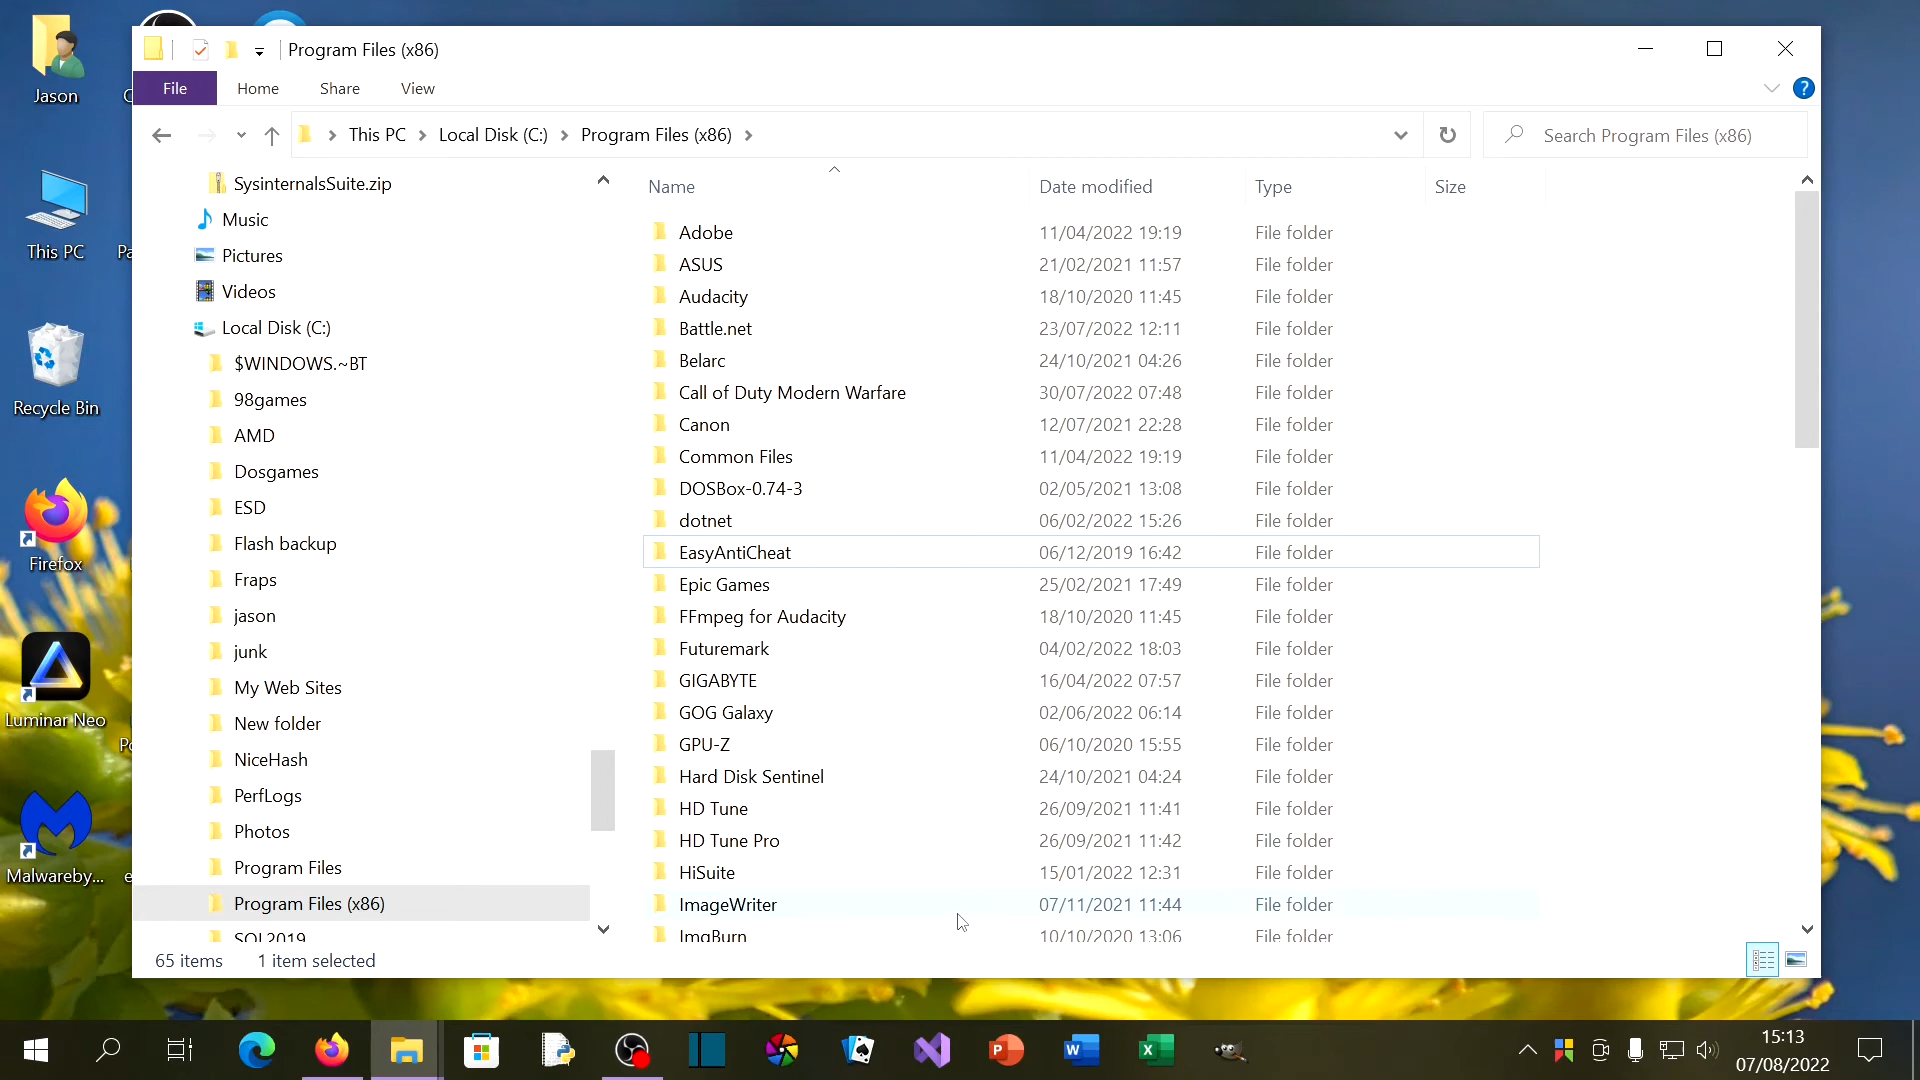 Program Files (x86)
File
Home
Share
View
This PC
Local Disk (C:)
Program Files (x86)
Search Program Files (x86)
SysinternalsSuite.zip
Music
Pictures
Videos
Local Disk (C:)
$WINDOWS.~BT
98games
AMD
Dosgames
ESD
Flash backup
Fraps
jason
junk
My Web Sites
New folder
NiceHash
PerfLogs
Photos
Program Files
Program Files (x86)
SQL2019
Name Date modified Type Size
Adobe 11/04/2022 19:19 File folder
ASUS 21/02/2021 11:57 File folder
Audacity 18/10/2020 11:45 File folder
Battle.net 23/07/2022 12:11 File folder
Belarc 24/10/2021 04:26 File folder
Call of Duty Modern Warfare 30/07/2022 07:48 File folder
Canon 12/07/2021 22:28 File folder
Common Files 11/04/2022 19:19 File folder
DOSBox-0.74-3 02/05/2021 13:08 File folder
dotnet 06/02/2022 15:26 File folder
EasyAntiCheat 06/12/2019 16:42 File folder
Epic Games 25/02/2021 17:49 File folder
FFmpeg for Audacity 18/10/2020 11:45 File folder
Futuremark 04/02/2022 18:03 File folder
GIGABYTE 16/04/2022 07:57 File folder
GOG Galaxy 02/06/2022 06:14 File folder
GPU-Z 06/10/2020 15:55 File folder
Hard Disk Sentinel 24/10/2021 04:24 File folder
HD Tune 26/09/2021 11:41 File folder
HD Tune Pro 26/09/2021 11:42 File folder
HiSuite 15/01/2022 12:31 File folder
ImageWriter 07/11/2021 11:44 File folder
ImgBurn 10/10/2020 13:06 File folder
65 items
1 item selected
Jason
This PC
Recycle Bin
Firefox
Luminar Neo
Malwareby...
15:13
07/08/2022